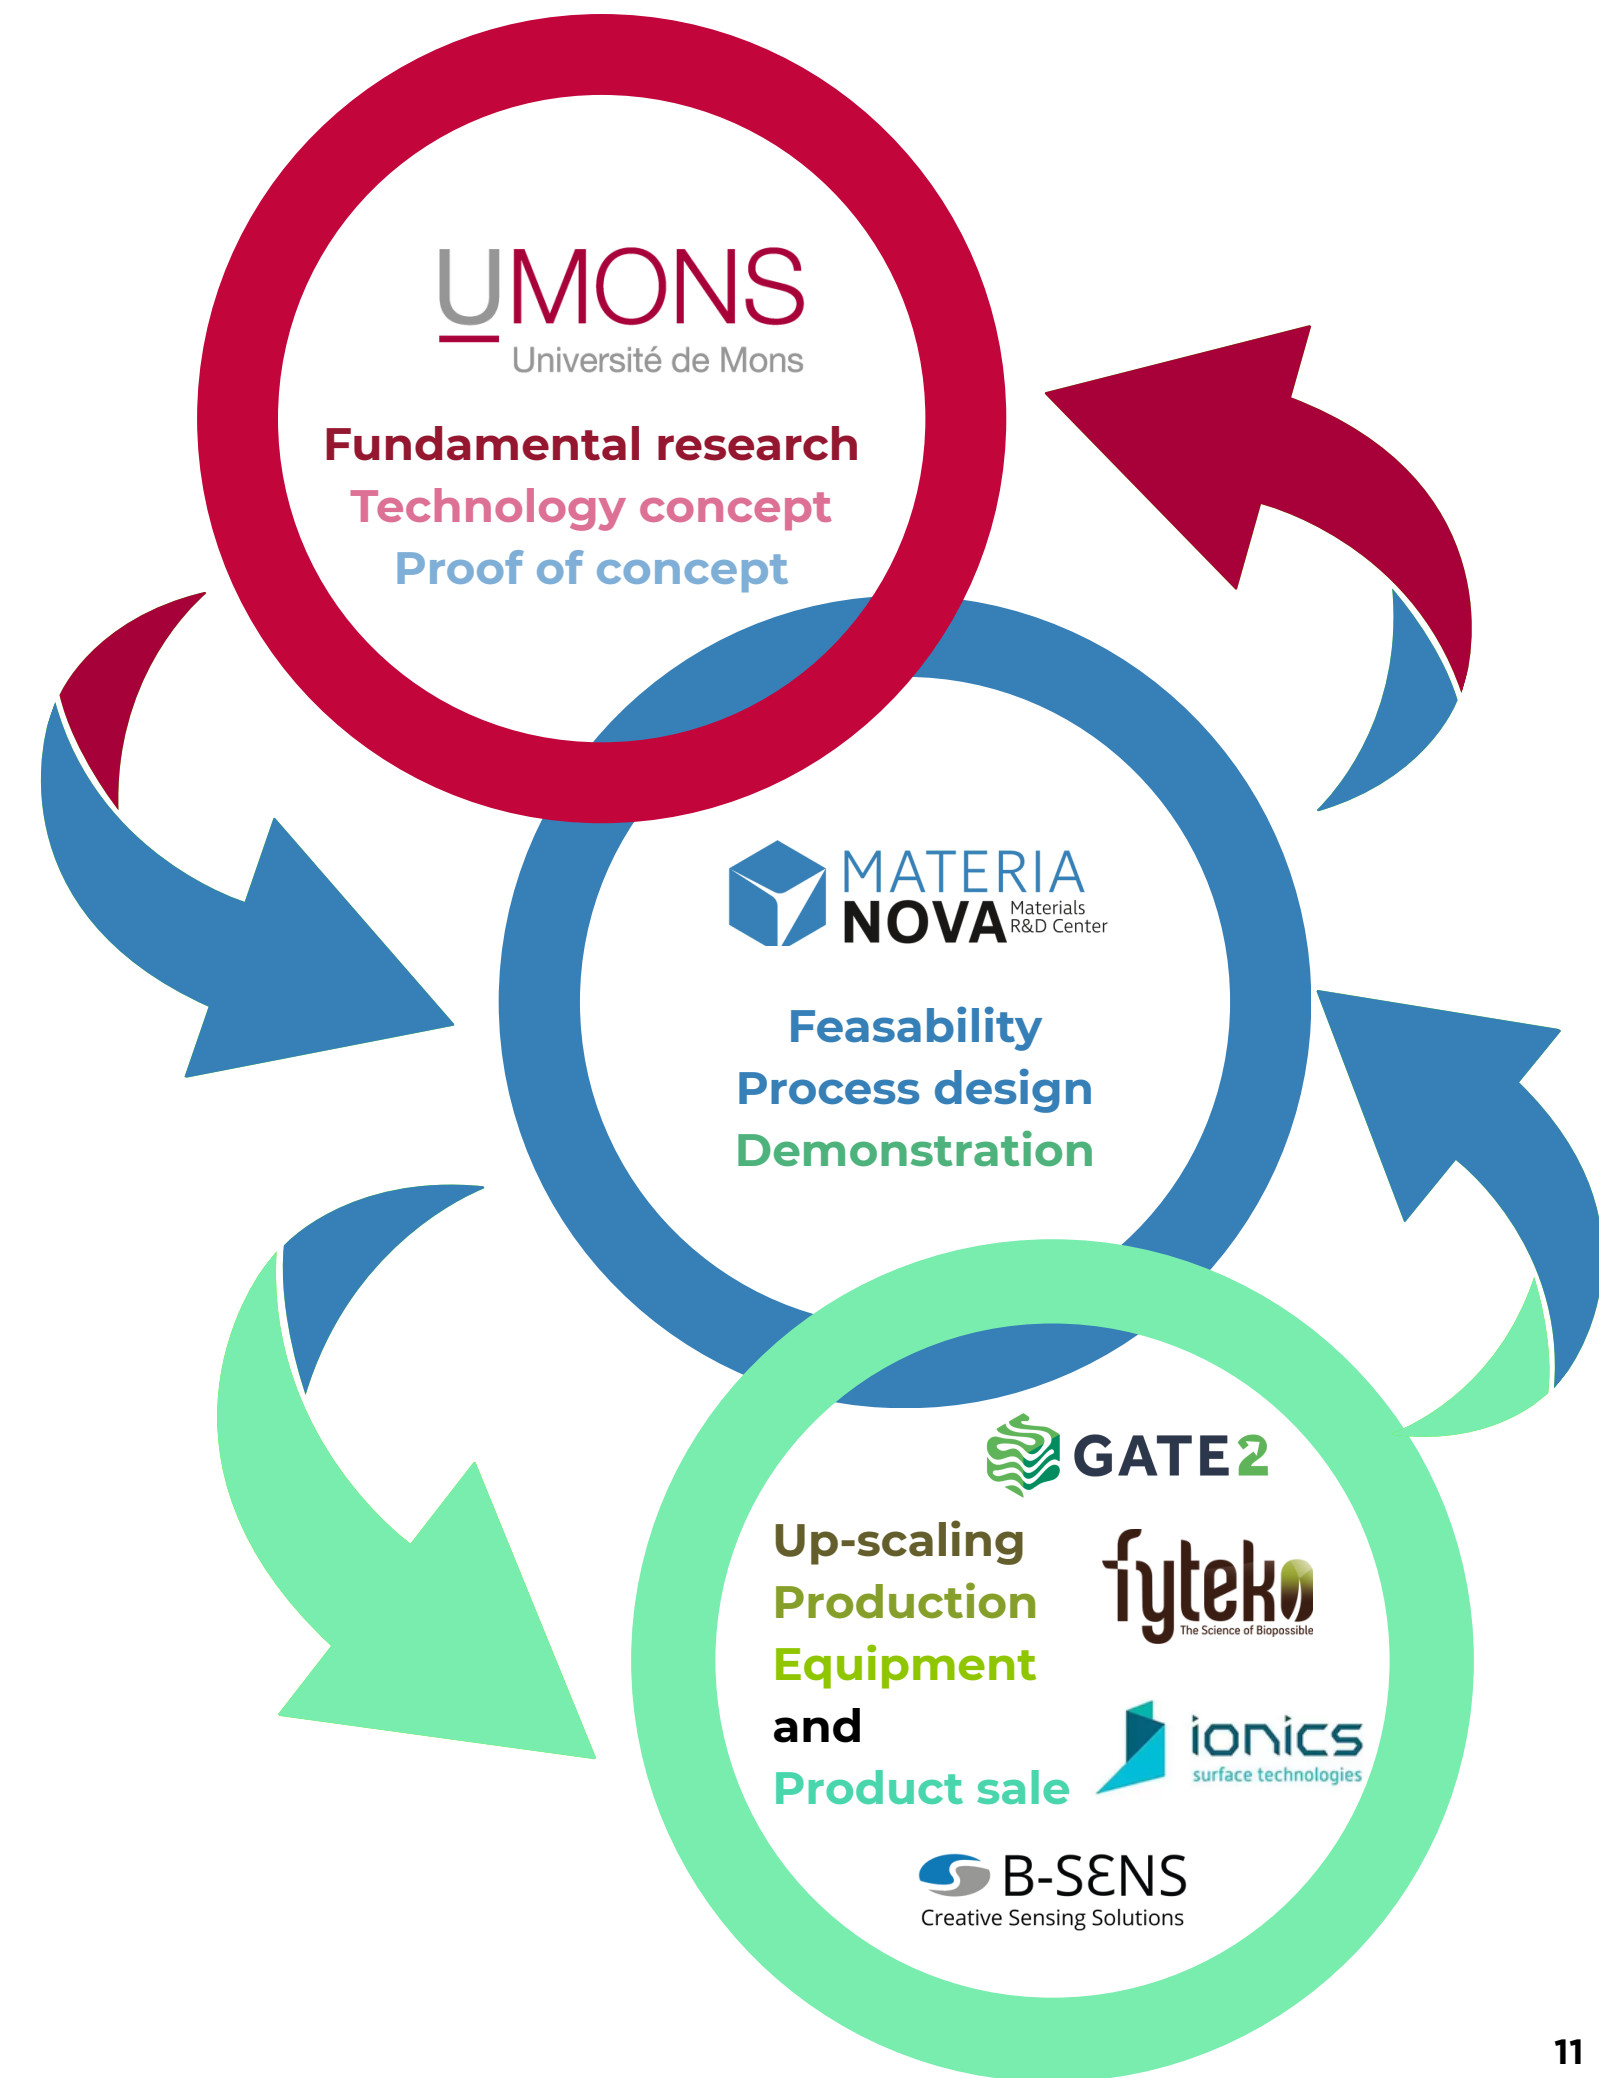 UMONS
Université de Mons
Fundamental research
Technology concept
Proof of concept
MATERIA
NOVA Materials
R&D Center
Feasability
Process design
Demonstration
GATE2
Up-scaling
Production
Equipment
and
Product sale
fyteko
The Science of Biopossible
ionics
surface technologies
B-SENS
Creative Sensing Solutions
11